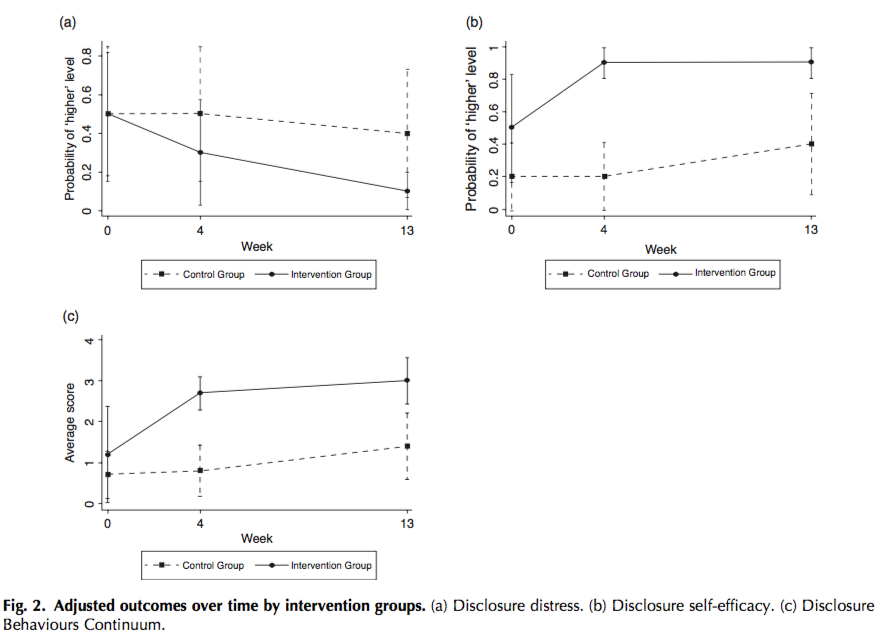 (a)
Probability of 'higher' level
0.8
0.6
0.4
0.2
0
0
4
13
Week
Control Group
Intervention Group
(b)
Probability of 'higher' level
1
0.8
0.6
0.4
0.2
0
0
4
13
Week
Control Group
Intervention Group
(c)
Average score
4
3
2
1
0
0
4
13
Week
Control Group
Intervention Group
Fig. 2. Adjusted outcomes over time by intervention groups. (a) Disclosure distress. (b) Disclosure self-efficacy. (c) Disclosure
Behaviours Continuum.